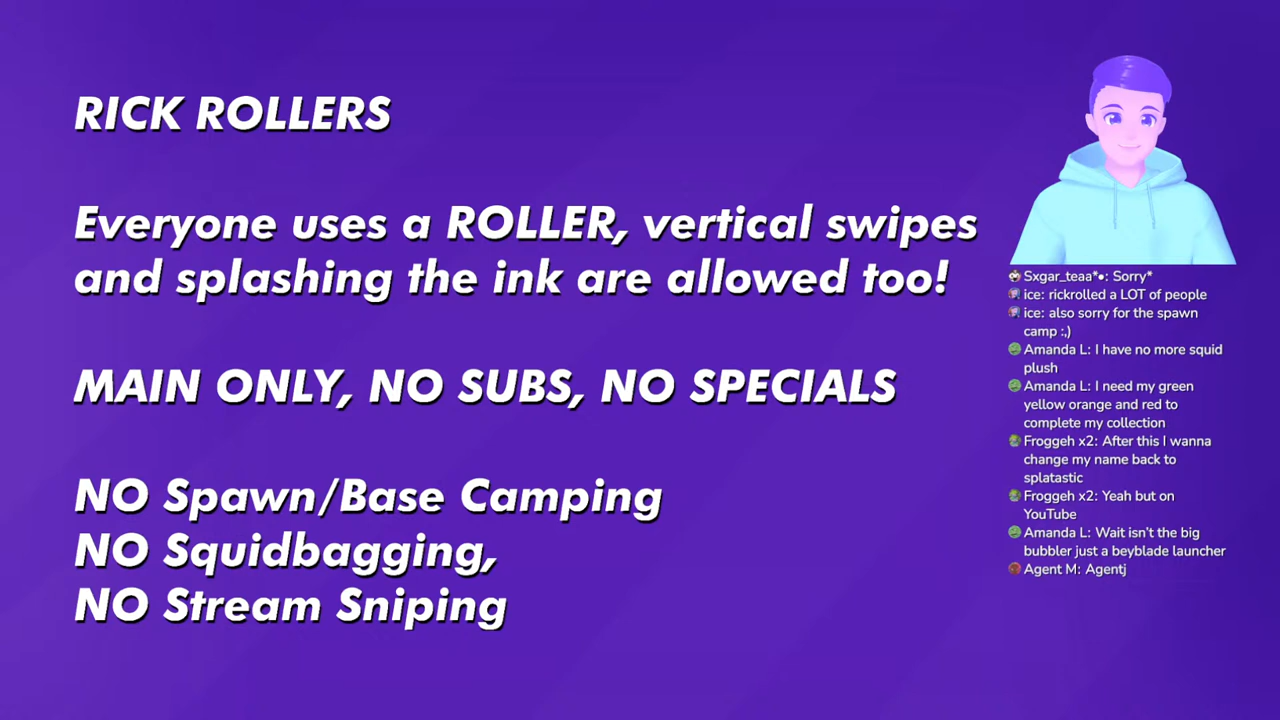 RICK ROLLERS
Everyone uses a ROLLER, vertical swipes
and splashing the ink are allowed too!
MAIN ONLY, NO SUBS, NO SPECIALS
NO Spawn/Base Camping
NO Squidbagging,
NO Stream Sniping
Sxgar_teaa*•: Sorry*
ice: rickrolled a LOT of people
ice: also sorry for the spawn
camp :,)
Amanda L: I have no more squid
plush
Amanda L: I need my green
yellow orange and red to
complete my collection
Froggeh x2: After this I wanna
change my name back to
splatastic
Froggeh x2: Yeah but on
YouTube
Amanda L: Wait isn't the big
bubbler just a beyblade launcher
Agent M: Agentj